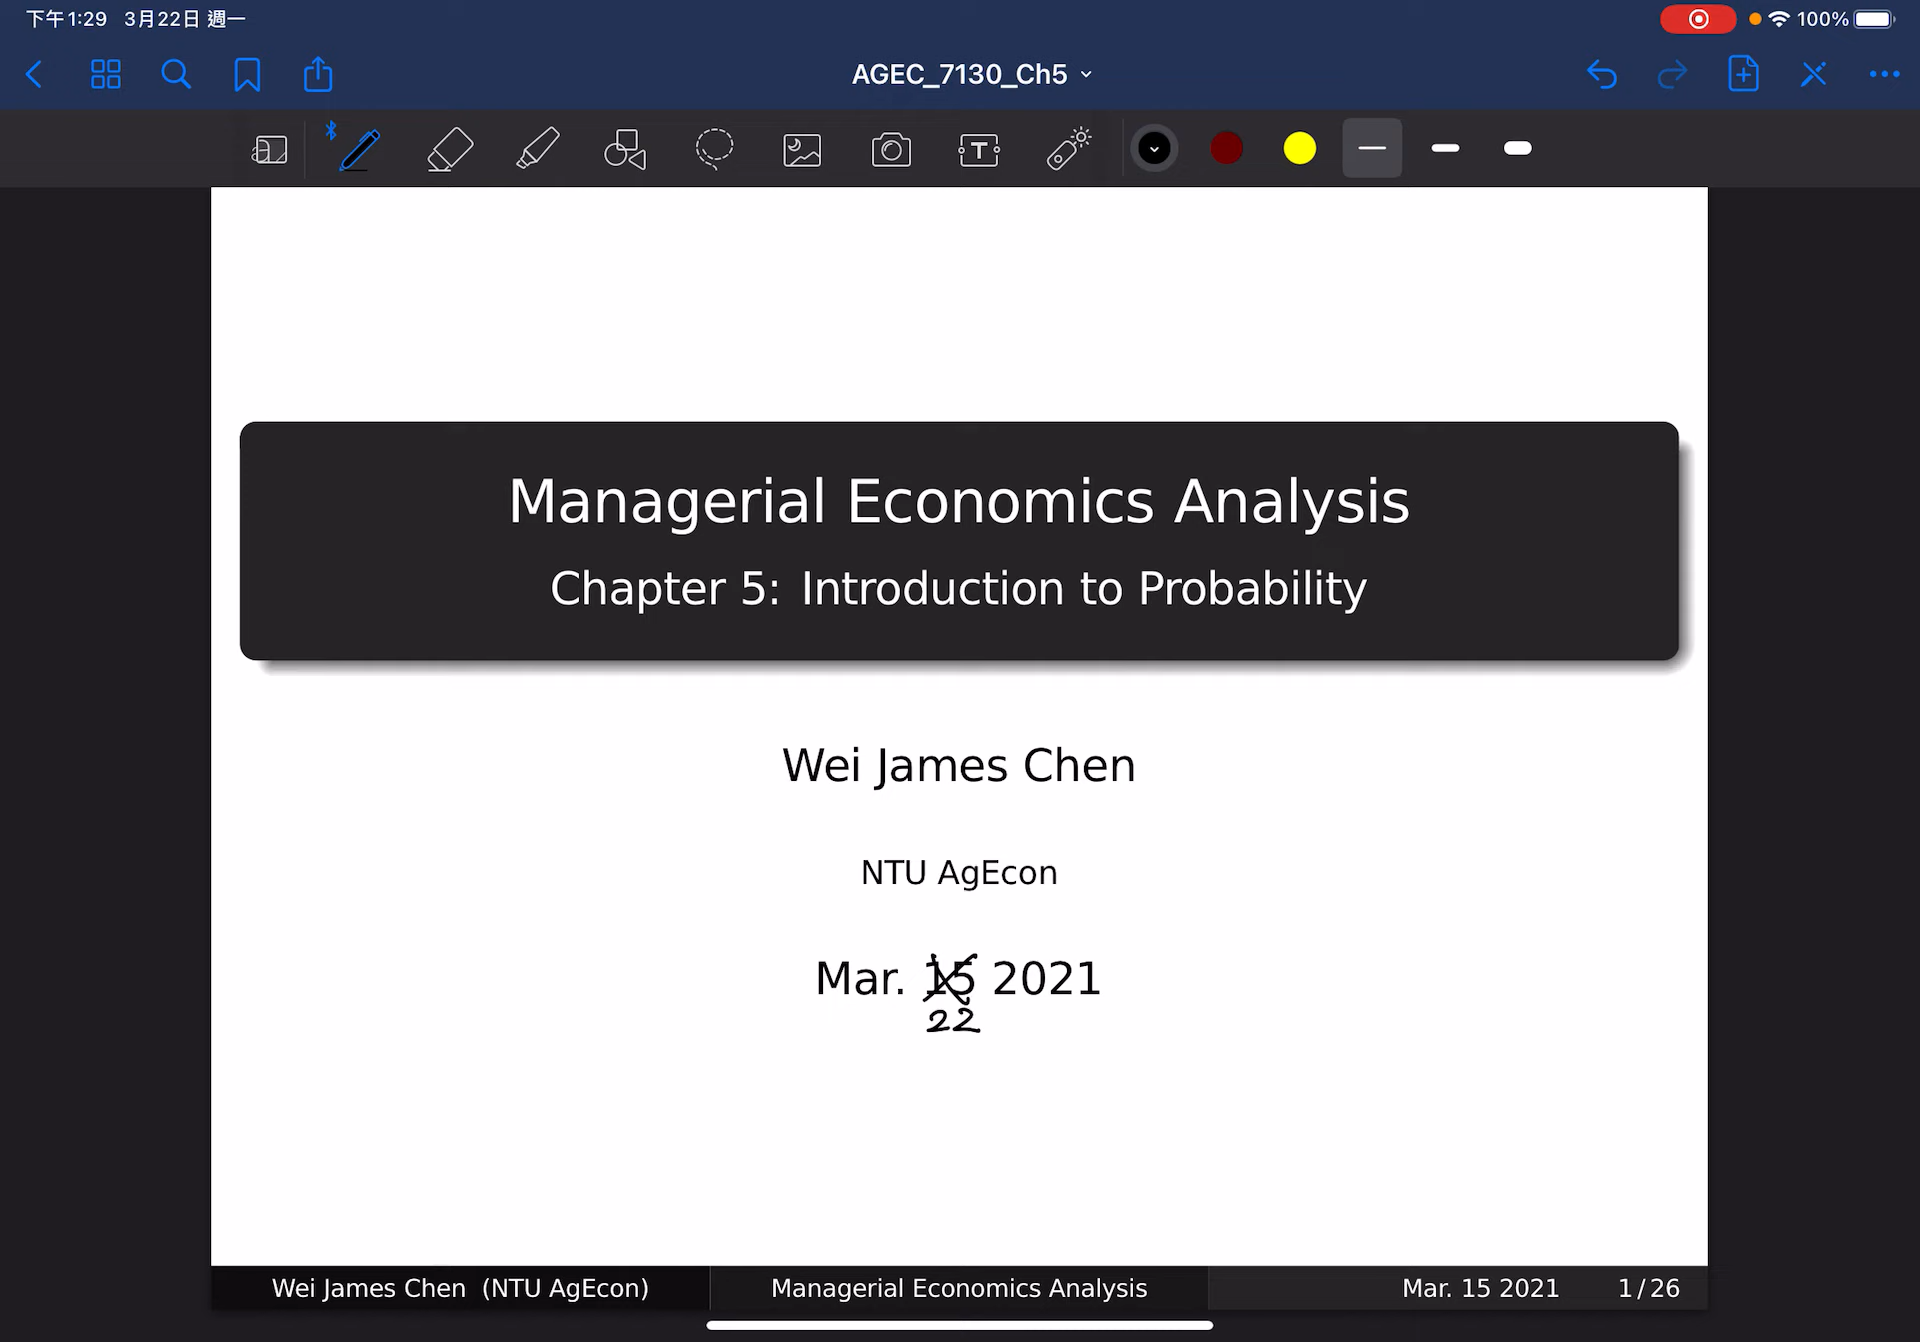 下午1:29 3月22日 週一
100%
AGEC_7130_Ch5
Managerial Economics Analysis
Chapter 5: Introduction to Probability
Wei James Chen
NTU AgEcon
Mar. 15 2021
22
Wei James Chen (NTU AgEcon) Managerial Economics Analysis Mar. 15 2021 1/26